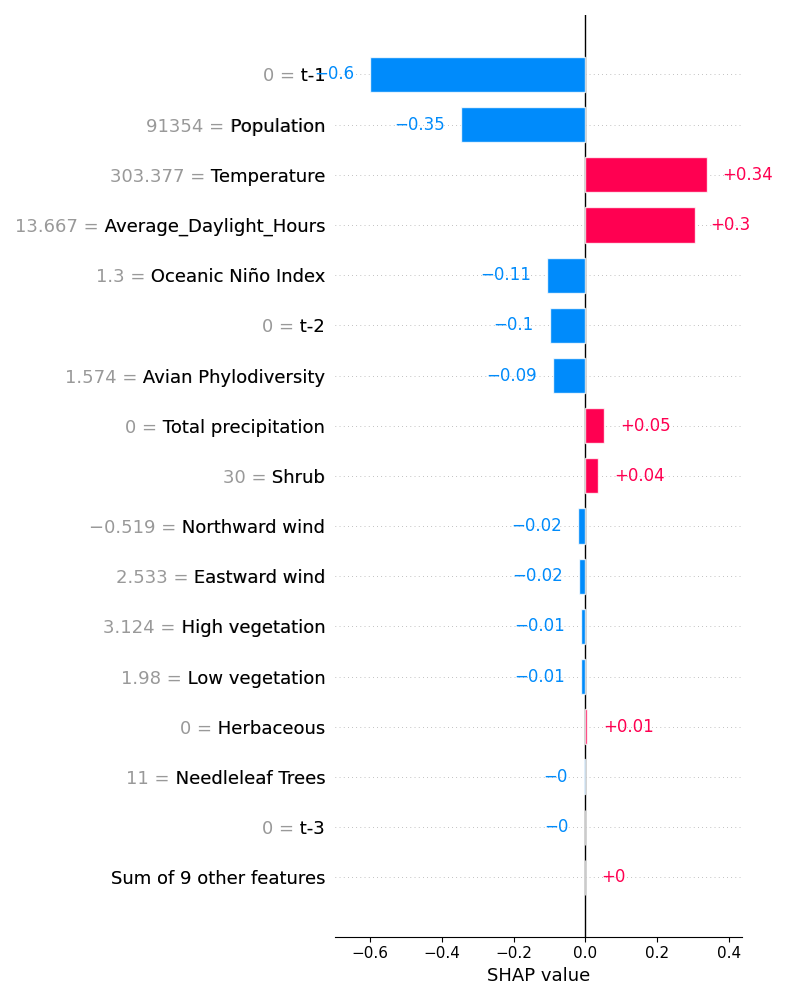 0 = t-1 −0.6
91354 = Population −0.35
303.377 = Temperature +0.34
13.667 = Average_Daylight_Hours +0.3
1.3 = Oceanic Niño Index −0.11
0 = t-2 −0.1
1.574 = Avian Phylodiversity −0.09
0 = Total precipitation +0.05
30 = Shrub +0.04
−0.519 = Northward wind −0.02
2.533 = Eastward wind −0.02
3.124 = High vegetation −0.01
1.98 = Low vegetation −0.01
0 = Herbaceous +0.01
11 = Needleleaf Trees −0
0 = t-3 −0
Sum of 9 other features +0
−0.6 −0.4 −0.2 0.0 0.2 0.4
SHAP value